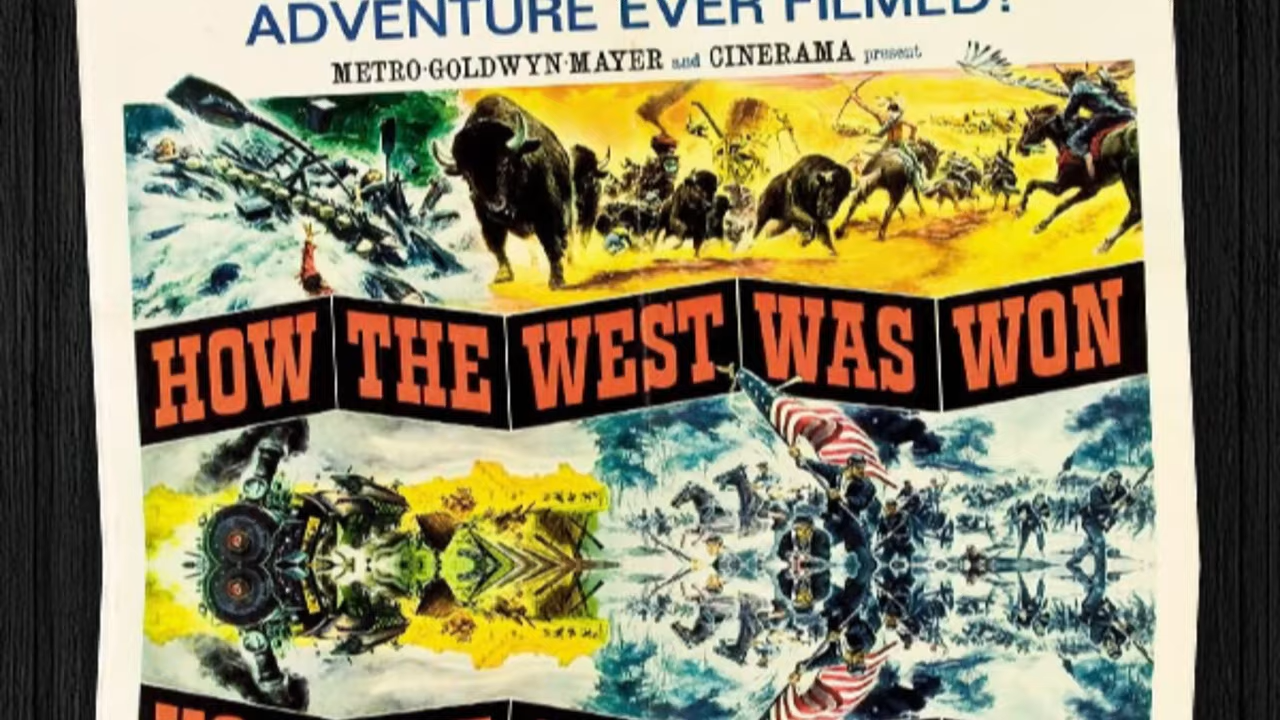 ADVENTURE EVER FILMED!
METRO-GOLDWYN-MAYER and CINERAMA present
HOW THE WEST WAS WON